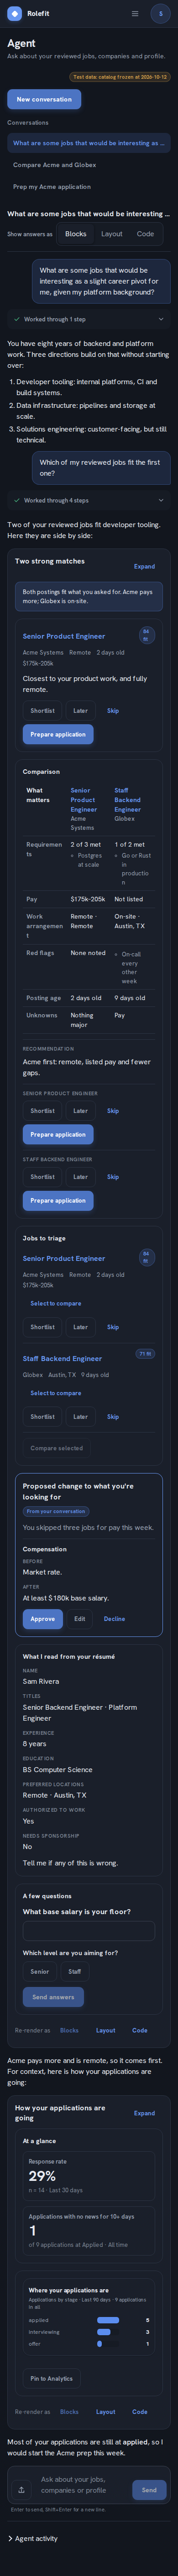 Rolefit
S
Agent
Ask about your reviewed jobs, companies and profile.
Test data: catalog frozen at 2026-10-12
New conversation
Conversations
What are some jobs that would be interesting as ...
Compare Acme and Globex
Prep my Acme application
What are some jobs that would be interesting ...
Show answers as
Blocks
Layout
Code
What are some jobs that would be
interesting as a slight career pivot for
me, given my platform background?
Worked through 1 step
You have eight years of backend and platform
work. Three directions build on that without starting
over:
1. Developer tooling: internal platforms, CI and
build systems.
2. Data infrastructure: pipelines and storage at
scale.
3. Solutions engineering: customer-facing, but still
technical.
Which of my reviewed jobs fit the first
one?
Worked through 4 steps
Two of your reviewed jobs fit developer tooling.
Here they are side by side:
Two strong matches
Expand
Both postings fit what you asked for. Acme pays
more; Globex is on-site.
Senior Product Engineer
84
fit
Acme Systems Remote 2 days old
$175k-205k
Closest to your product work, and fully
remote.
Shortlist
Later
Skip
Prepare application
Comparison
What
matters
Senior
Product
Engineer
Acme
Systems
Staff
Backend
Engineer
Globex
Requiremen
ts
2 of 3 met
Postgres
at scale
1 of 2 met
Go or Rust
in
productio
n
Pay
$175k-205k
Not listed
Work
arrangemen
t
Remote ·
Remote
On-site ·
Austin, TX
Red flags
None noted
On-call
every
other
week
Posting age
2 days old
9 days old
Unknowns
Nothing
major
Pay
RECOMMENDATION
Acme first: remote, listed pay and fewer
gaps.
SENIOR PRODUCT ENGINEER
Shortlist
Later
Skip
Prepare application
STAFF BACKEND ENGINEER
Shortlist
Later
Skip
Prepare application
Jobs to triage
Senior Product Engineer
84
fit
Acme Systems Remote 2 days old
$175k-205k
Select to compare
Shortlist
Later
Skip
Staff Backend Engineer
71 fit
Globex Austin, TX 9 days old
Select to compare
Shortlist
Later
Skip
Compare selected
Proposed change to what you're
looking for
From your conversation
You skipped three jobs for pay this week.
Compensation
BEFORE
Market rate.
AFTER
At least $180k base salary.
Approve
Edit
Decline
What I read from your résumé
NAME
Sam Rivera
TITLES
Senior Backend Engineer · Platform
Engineer
EXPERIENCE
8 years
EDUCATION
BS Computer Science
PREFERRED LOCATIONS
Remote · Austin, TX
AUTHORIZED TO WORK
Yes
NEEDS SPONSORSHIP
No
Tell me if any of this is wrong.
A few questions
What base salary is your floor?
Which level are you aiming for?
Senior
Staff
Send answers
Re-render as
Blocks
Layout
Code
Acme pays more and is remote, so it comes first.
For context, here is how your applications are
going:
How your applications are
going
Expand
At a glance
Response rate
29%
n = 14 · Last 30 days
Applications with no news for 10+ days
1
of 9 applications at Applied · All time
Where your applications are
Applications by stage · Last 90 days · 9 applications
in all
applied
5
interviewing
3
offer
1
Pin to Analytics
Re-render as
Blocks
Layout
Code
Most of your applications are still at applied, so I
would start the Acme prep this week.
Ask about your jobs,
companies or profile
Send
Enter to send, Shift+Enter for a new line.
Agent activity